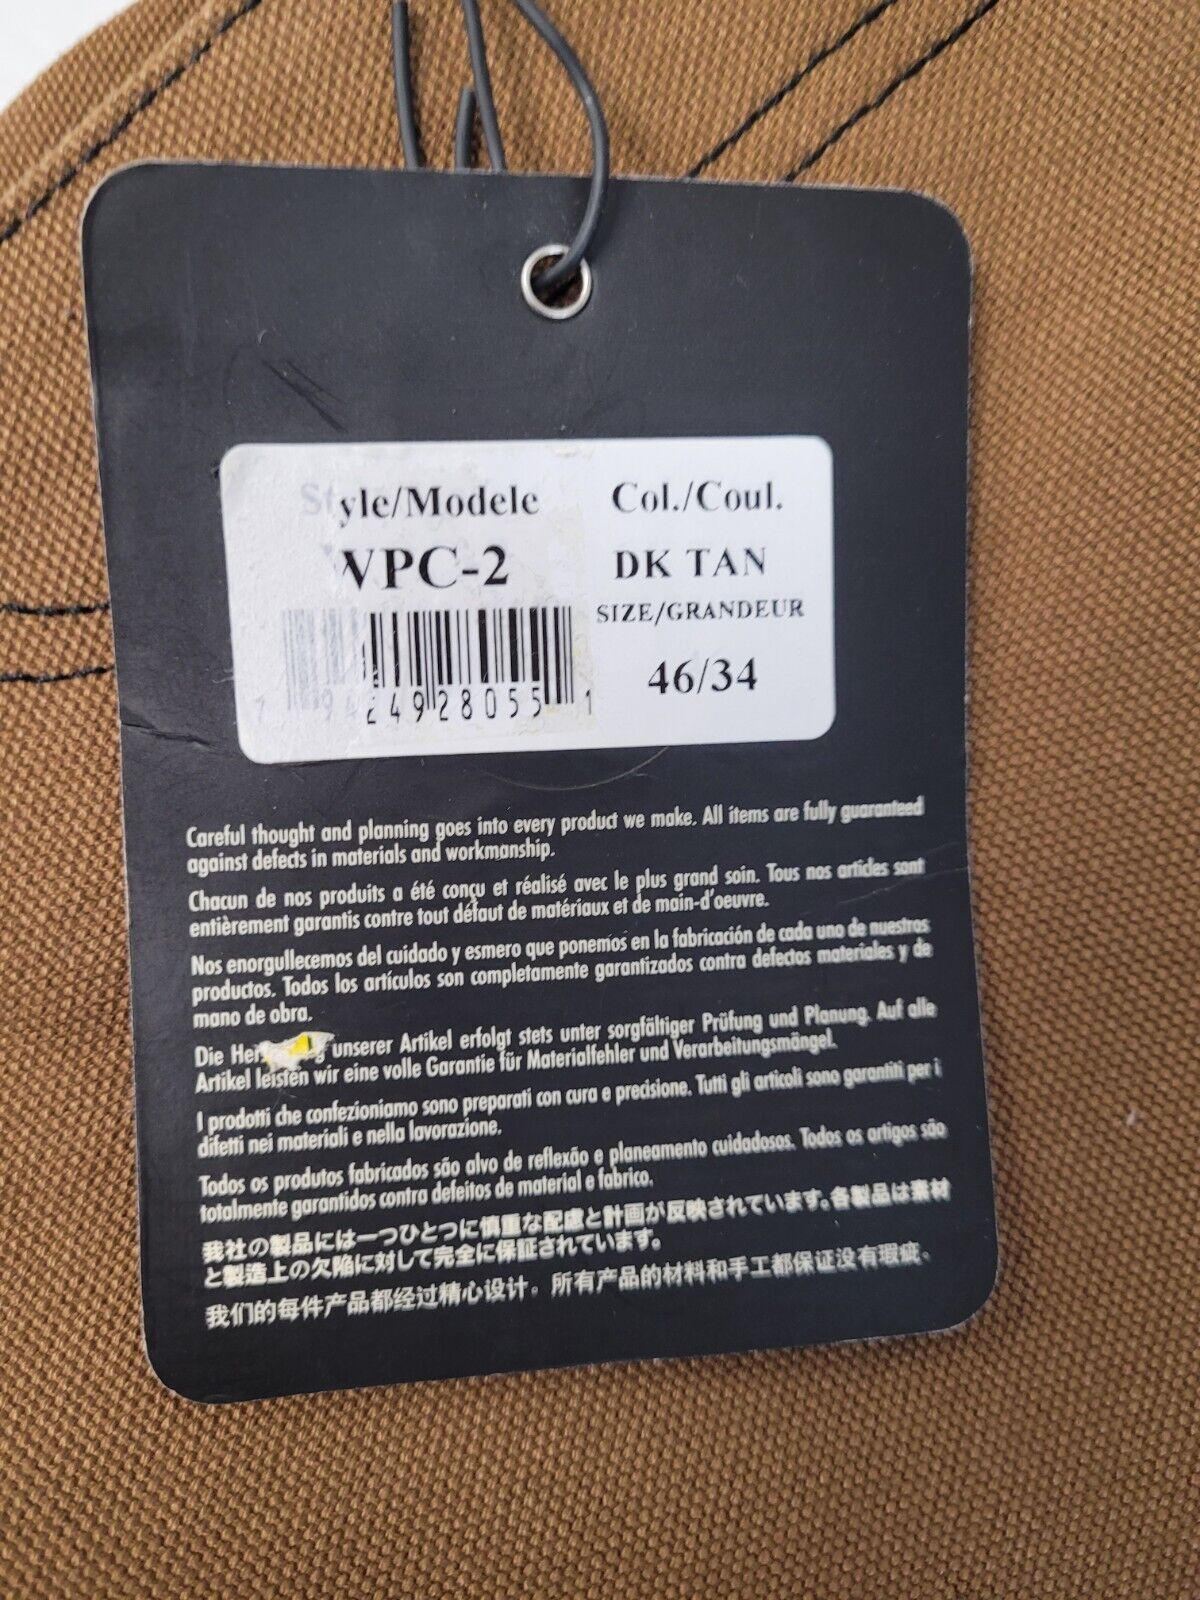 Style/Modele
WPC-2
Col./Coul.
DK TAN
SIZE/GRANDEUR
46/34
7 94249 28055 1
Careful thought and planning goes into every product we make. All items are fully guaranteed
against defects in materials and workmanship.
Chacun de nos produits a été conçu et réalisé avec le plus grand soin. Tous nos articles sont
entièrement garantis contre tout défaut de matériaux et de main-d'oeuvre.
Nos enorgullecemos del cuidado y esmero que ponemos en la fabricación de cada uno de nuestros
productos. Todos los artículos son completamente garantizados contra defectos materiales y de
mano de obra.
Die unserer Artikel erfolgt stets unter sorgfältiger Prüfung und Planung. Auf alle
Artikel leisten wir eine volle Garantie für Materialfehler und Verarbeitungsmängel.
I prodotti che confezioniamo sono preparati con cura e precisione. Tutti gli articoli sono garantiti per i
difetti nei materiali e nella lavorazione.
Todos os produtos fabricados são alvo de reflexão e planeamento cuidadosos. Todos os artigos são
totalmente garantidos contra defeitos de material e fabrico.
我社の製品には一つひとつに慎重な配慮と計画が反映されています。各製品は素材
と製造上の欠陥に対して完全に保証されています。
我们的每件产品都经过精心设计。所有产品的材料和手工都保证没有瑕疵。